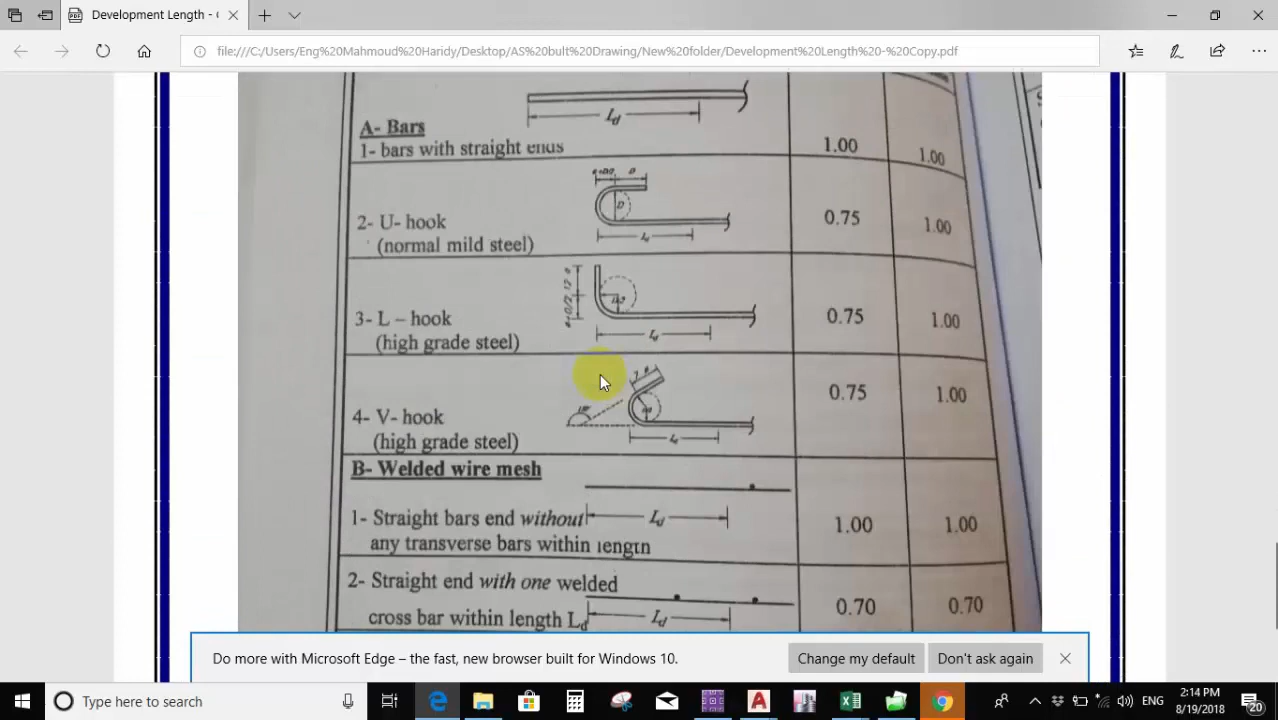 Development Length - C
file:///C:/Users/Eng%20Mahmoud%20Haridy/Desktop/AS%20bult%20Drawing/New%20folder/Development%20Length%20-%20Copy.pdf
Ld
A- Bars
1- bars with straight ends 1.00 1.00
D
2- U- hook 0.75 1.00
(normal mild steel)
3- L – hook 0.75 1.00
(high grade steel)
4- V- hook 0.75 1.00
(high grade steel)
B- Welded wire mesh
1- Straight bars end without Ld 1.00 1.00
any transverse bars within length
2- Straight end with one welded 0.70 0.70
cross bar within length Ld Ld
Do more with Microsoft Edge – the fast, new browser built for Windows 10. Change my default Don't ask again
Type here to search
ENG
2:14 PM
8/19/2018
20